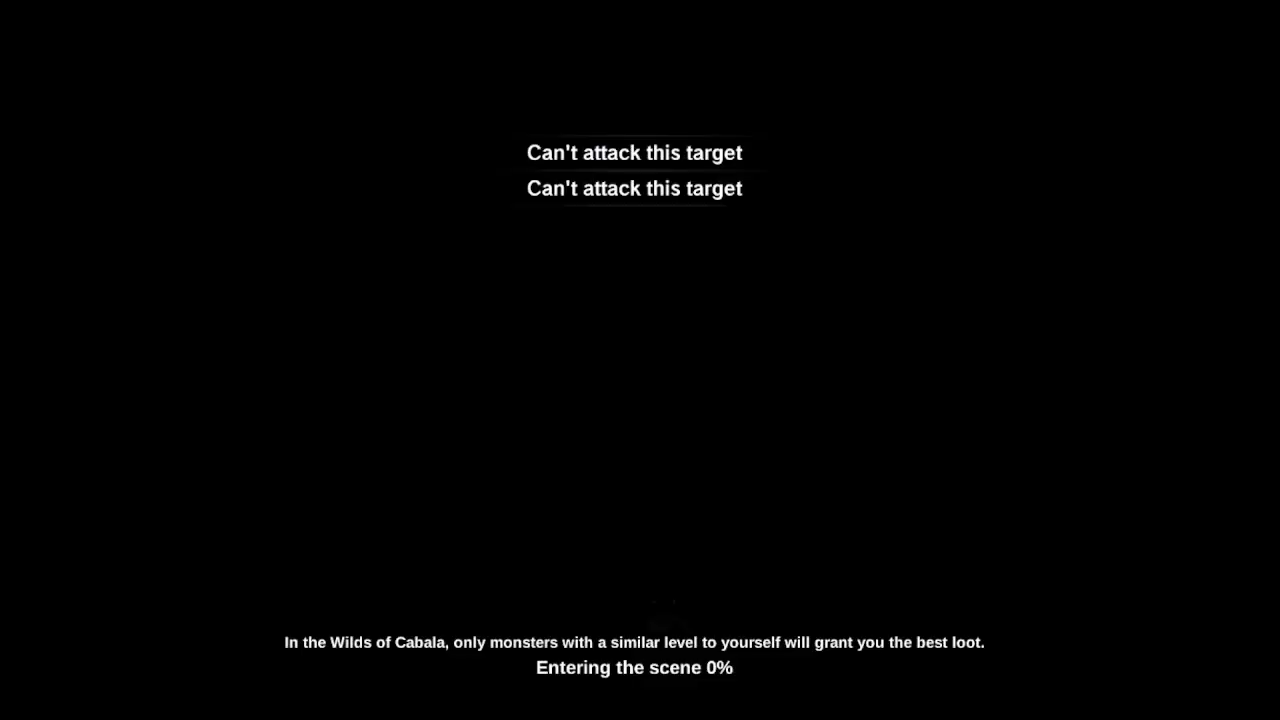 Can't attack this target
Can't attack this target
In the Wilds of Cabala, only monsters with a similar level to yourself will grant you the best loot.
Entering the scene 0%